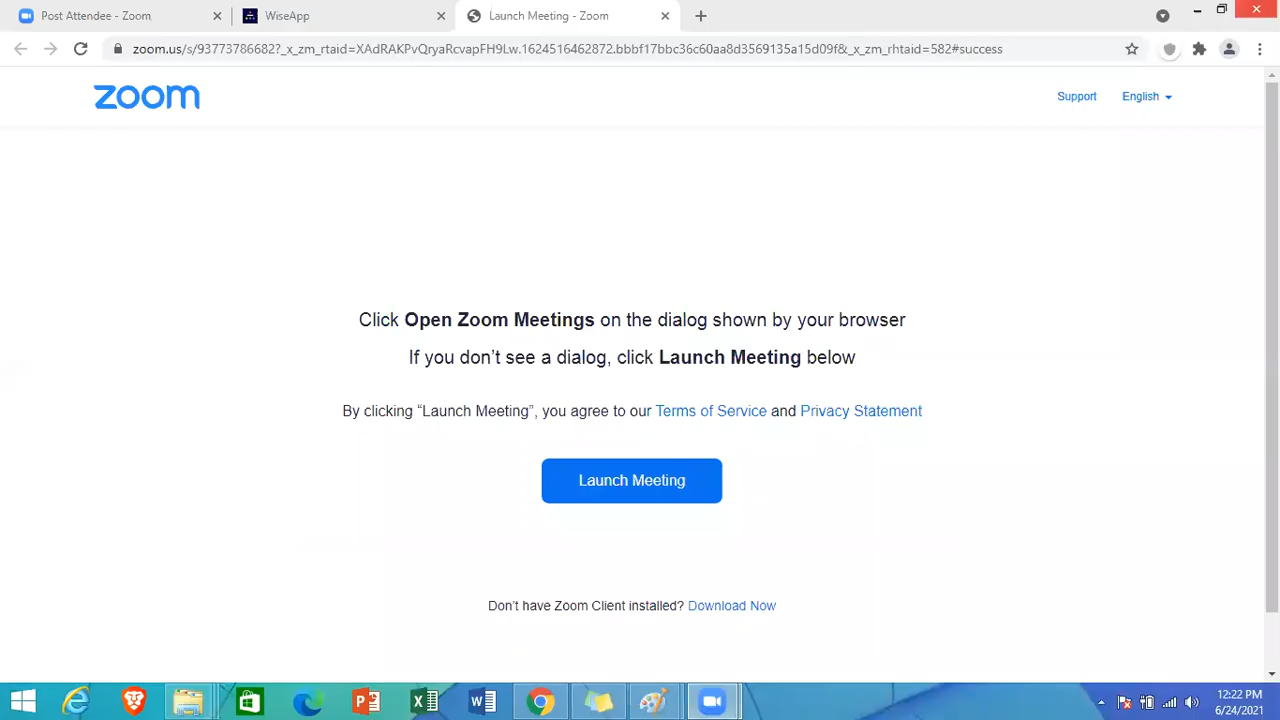 Post Attendee - Zoom
WiseApp
Launch Meeting - Zoom
zoom.us/s/93773786682?_x_zm_rtaid=XAdRAKPvQryaRcvapFH9Lw.1624516462872.bbbf17bbc36c60aa8d3569135a15d09f&_x_zm_rhtaid=582#success
zoom
Support
English
Click Open Zoom Meetings on the dialog shown by your browser
If you don’t see a dialog, click Launch Meeting below
By clicking “Launch Meeting”, you agree to our Terms of Service and Privacy Statement
Launch Meeting
Don’t have Zoom Client installed? Download Now
12:22 PM
6/24/2021